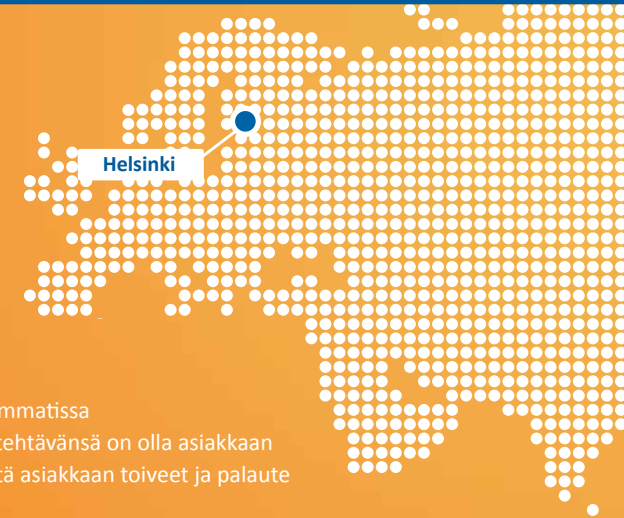 Helsinki
mmatissa
tehtävänsä on olla asiakkaan
tä asiakkaan toiveet ja palaute